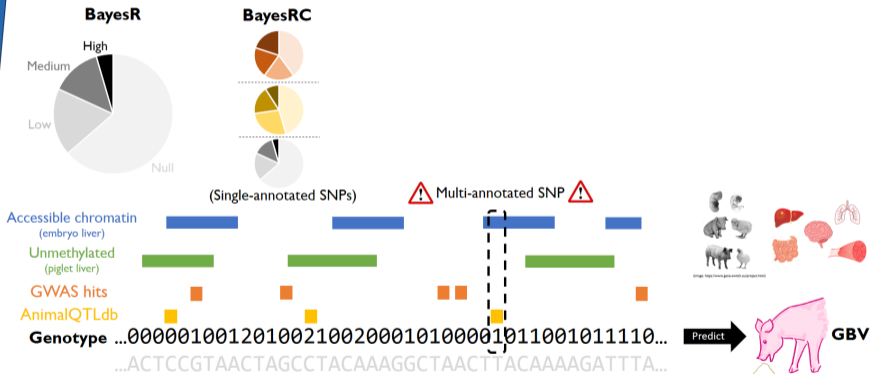 BayesR
BayesRC
High
Medium
Low
Null
(Single-annotated SNPs)
Multi-annotated SNP
Accessible chromatin
(embryo liver)
Unmethylated
(piglet liver)
GWAS hits
AnimalQTLdb
Genotype ...000001001201002100200010100001011001011110...
...ACTCCGTAACTAGCCTACAAAGGCTAACTTACAAAAGATTTA...
Predict
GBV